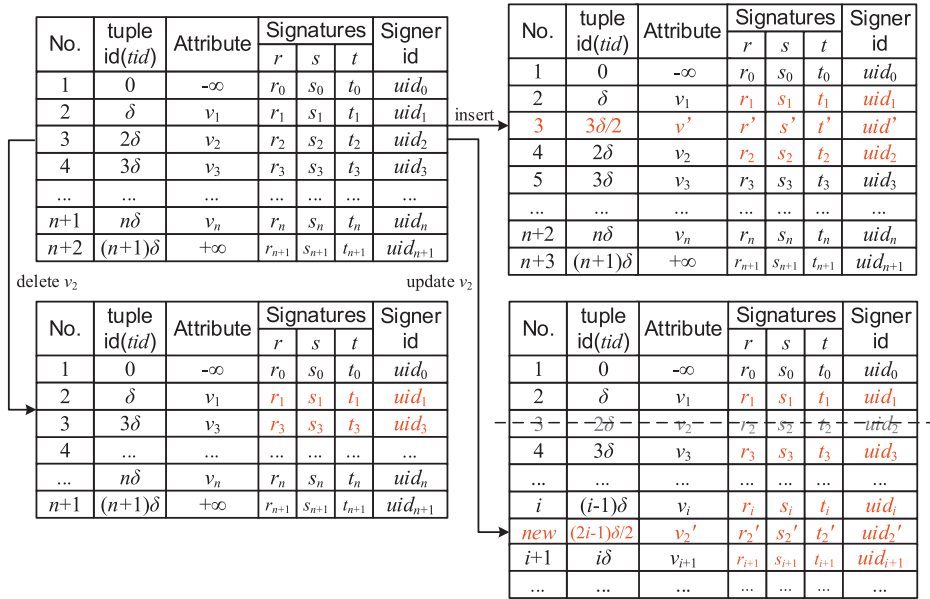 No. tuple id(tid) Attribute Signatures Signer id
r s t
1 0 -∞ r0 s0 t0 uid0
2 δ v1 r1 s1 t1 uid1
3 2δ v2 r2 s2 t2 uid2
4 3δ v3 r3 s3 t3 uid3
... ... ... ... ... ... ...
n+1 nδ vn rn sn tn uidn
n+2 (n+1)δ +∞ rn+1 sn+1 tn+1 uidn+1
insert
No. tuple id(tid) Attribute Signatures Signer id
r s t
1 0 -∞ r0 s0 t0 uid0
2 δ v1 r1 s1 t1 uid1
3 3δ/2 v' r' s' t' uid'
4 2δ v2 r2 s2 t2 uid2
5 3δ v3 r3 s3 t3 uid3
... ... ... ... ... ... ...
n+2 nδ vn rn sn tn uidn
n+3 (n+1)δ +∞ rn+1 sn+1 tn+1 uidn+1
delete v2
update v2
No. tuple id(tid) Attribute Signatures Signer id
r s t
1 0 -∞ r0 s0 t0 uid0
2 δ v1 r1 s1 t1 uid1
3 3δ v3 r3 s3 t3 uid3
4 ... ... ... ... ... ...
... nδ vn rn sn tn uidn
n+1 (n+1)δ +∞ rn+1 sn+1 tn+1 uidn+1
No. tuple id(tid) Attribute Signatures Signer id
r s t
1 0 -∞ r0 s0 t0 uid0
2 δ v1 r1 s1 t1 uid1
3 2δ v2 r2 s2 t2 uid2
4 3δ v3 r3 s3 t3 uid3
... ... ... ... ... ... ...
i (i-1)δ vi ri si ti uidi
new (2i-1)δ/2 v2' r2' s2' t2' uid2'
i+1 iδ vi+1 ri+1 si+1 ti+1 uidi+1
... ... ... ... ... ... ...